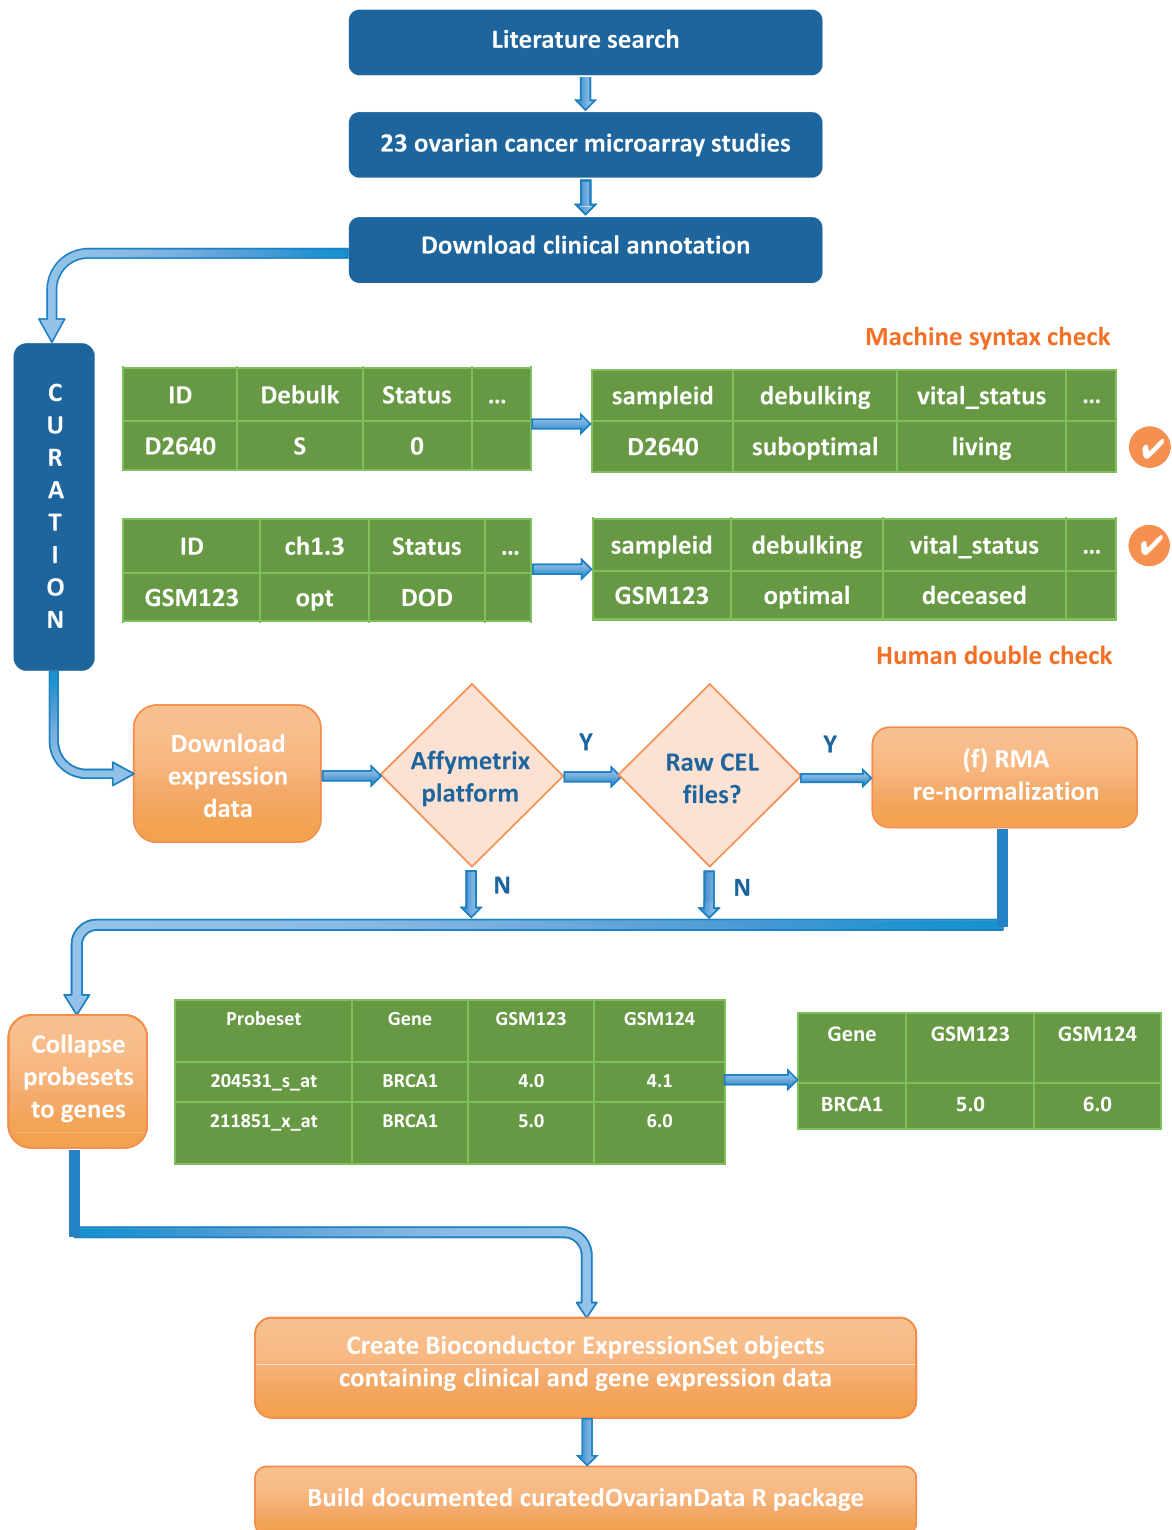 Literature search
23 ovarian cancer microarray studies
Download clinical annotation
Machine syntax check
CURATION
ID Debulk Status ...
D2640 S 0
sampleid debulking vital_status ...
D2640 suboptimal living
ID ch1.3 Status ...
GSM123 opt DOD
sampleid debulking vital_status ...
GSM123 optimal deceased
Human double check
Download
expression
data
Affymetrix
platform
Y
N
Raw CEL
files?
Y
N
(f) RMA
re-normalization
Collapse
probesets
to genes
Probeset Gene GSM123 GSM124
204531_s_at BRCA1 4.0 4.1
211851_x_at BRCA1 5.0 6.0
Gene GSM123 GSM124
BRCA1 5.0 6.0
Create Bioconductor ExpressionSet objects
containing clinical and gene expression data
Build documented curatedOvarianData R package